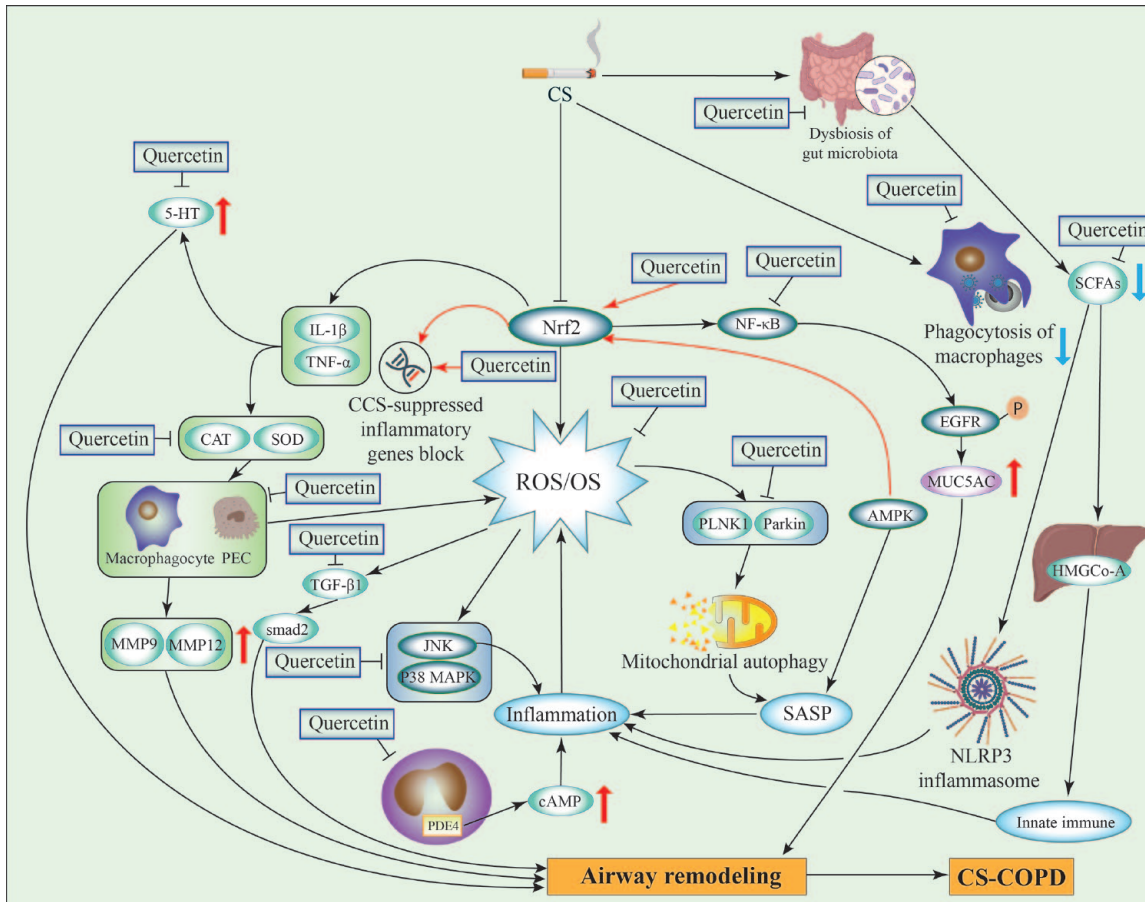 CS
Quercetin
Dysbiosis of
gut microbiota
Quercetin
5-HT
Quercetin
Phagocytosis of
macrophages
Quercetin
SCFAs
Quercetin
Quercetin
NF-κB
Nrf2
IL-1β
TNF-α
Quercetin
CCS-suppressed
inflammatory
genes block
Quercetin
CAT
SOD
Quercetin
Macrophagocyte
PEC
MMP9
MMP12
Quercetin
ROS/OS
Quercetin
PLNK1
Parkin
EGFR
P
MUC5AC
AMPK
HMGCo-A
Quercetin
TGF-β1
smad2
Quercetin
JNK
P38 MAPK
Mitochondrial autophagy
Inflammation
SASP
NLRP3
inflammasome
Quercetin
PDE4
cAMP
Innate immune
Airway remodeling
CS-COPD